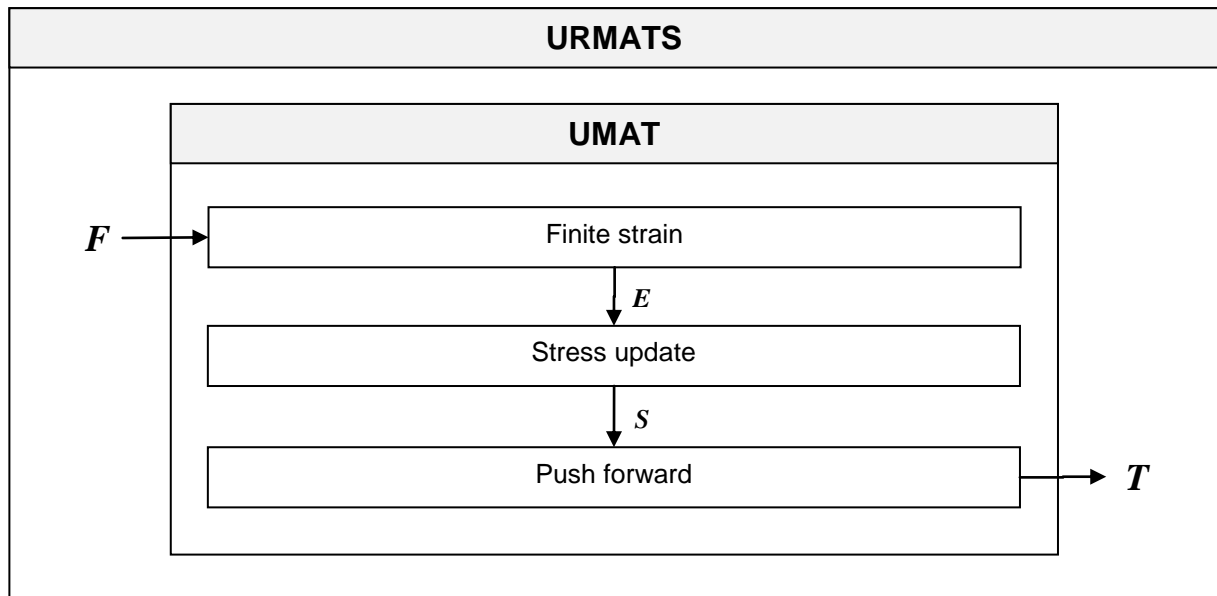 URMATS
UMAT
F
Finite strain
E
Stress update
S
Push forward
T